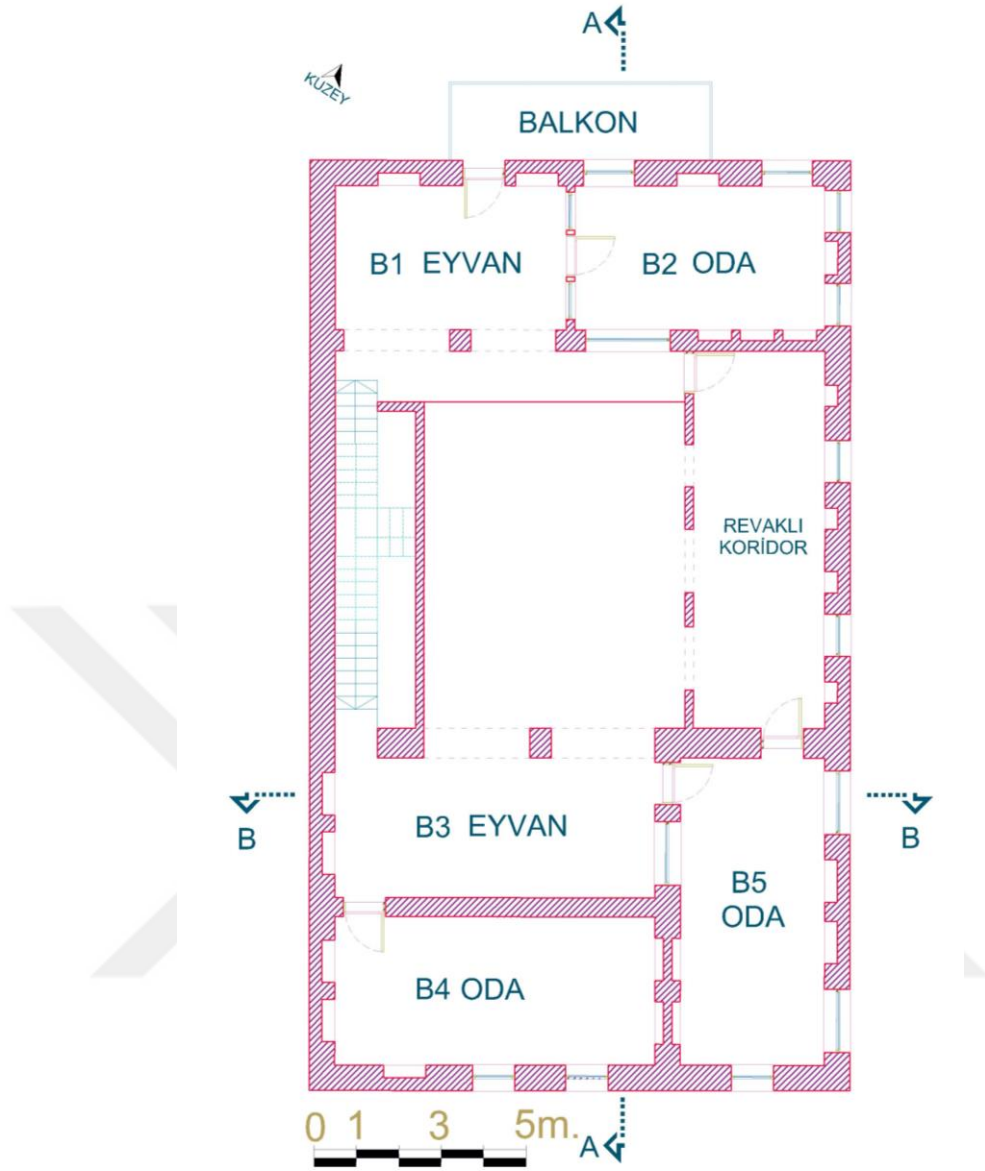 A
KUZEY
BALKON
B1 EYVAN
B2 ODA
REVAKLI
KORİDOR
B3 EYVAN
B
B
B5
ODA
B4 ODA
0 1 3 5m.
A